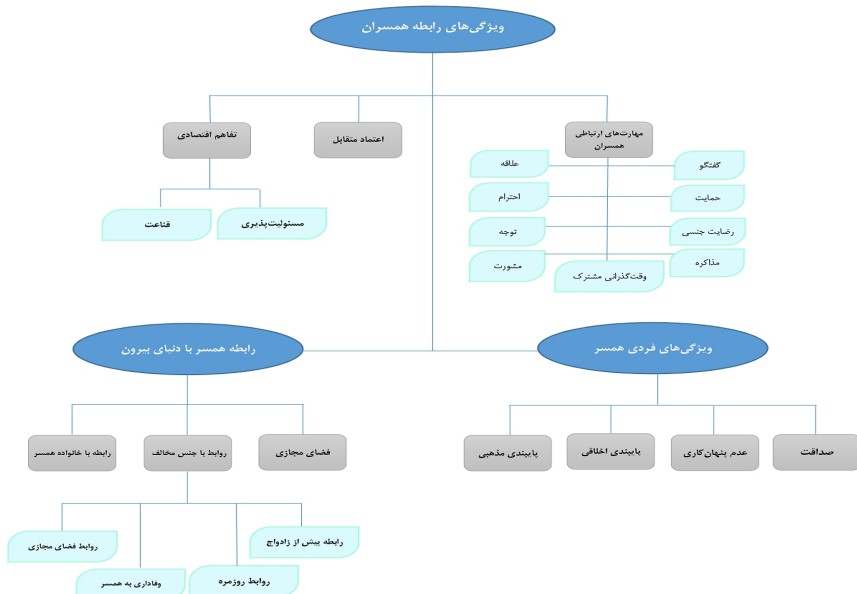 ویژگی‌های رابطه همسران
مهارت‌های ارتباطی
همسران
اعتماد متقابل
تفاهم اقتصادی
گفتگو
علاقه
حمایت
احترام
رضایت جنسی
توجه
مذاکره
مشورت
وقت‌گذرانی مشترک
مسئولیت‌پذیری
قناعت
ویژگی‌های فردی همسر
رابطه همسر با دنیای بیرون
صداقت
عدم پنهان‌کاری
پایبندی اخلاقی
پایبندی مذهبی
فضای مجازی
روابط با جنس مخالف
رابطه با خانواده همسر
رابطه پیش از زادواج
روابط روزمره
وفاداری به همسر
روابط فضای مجازی